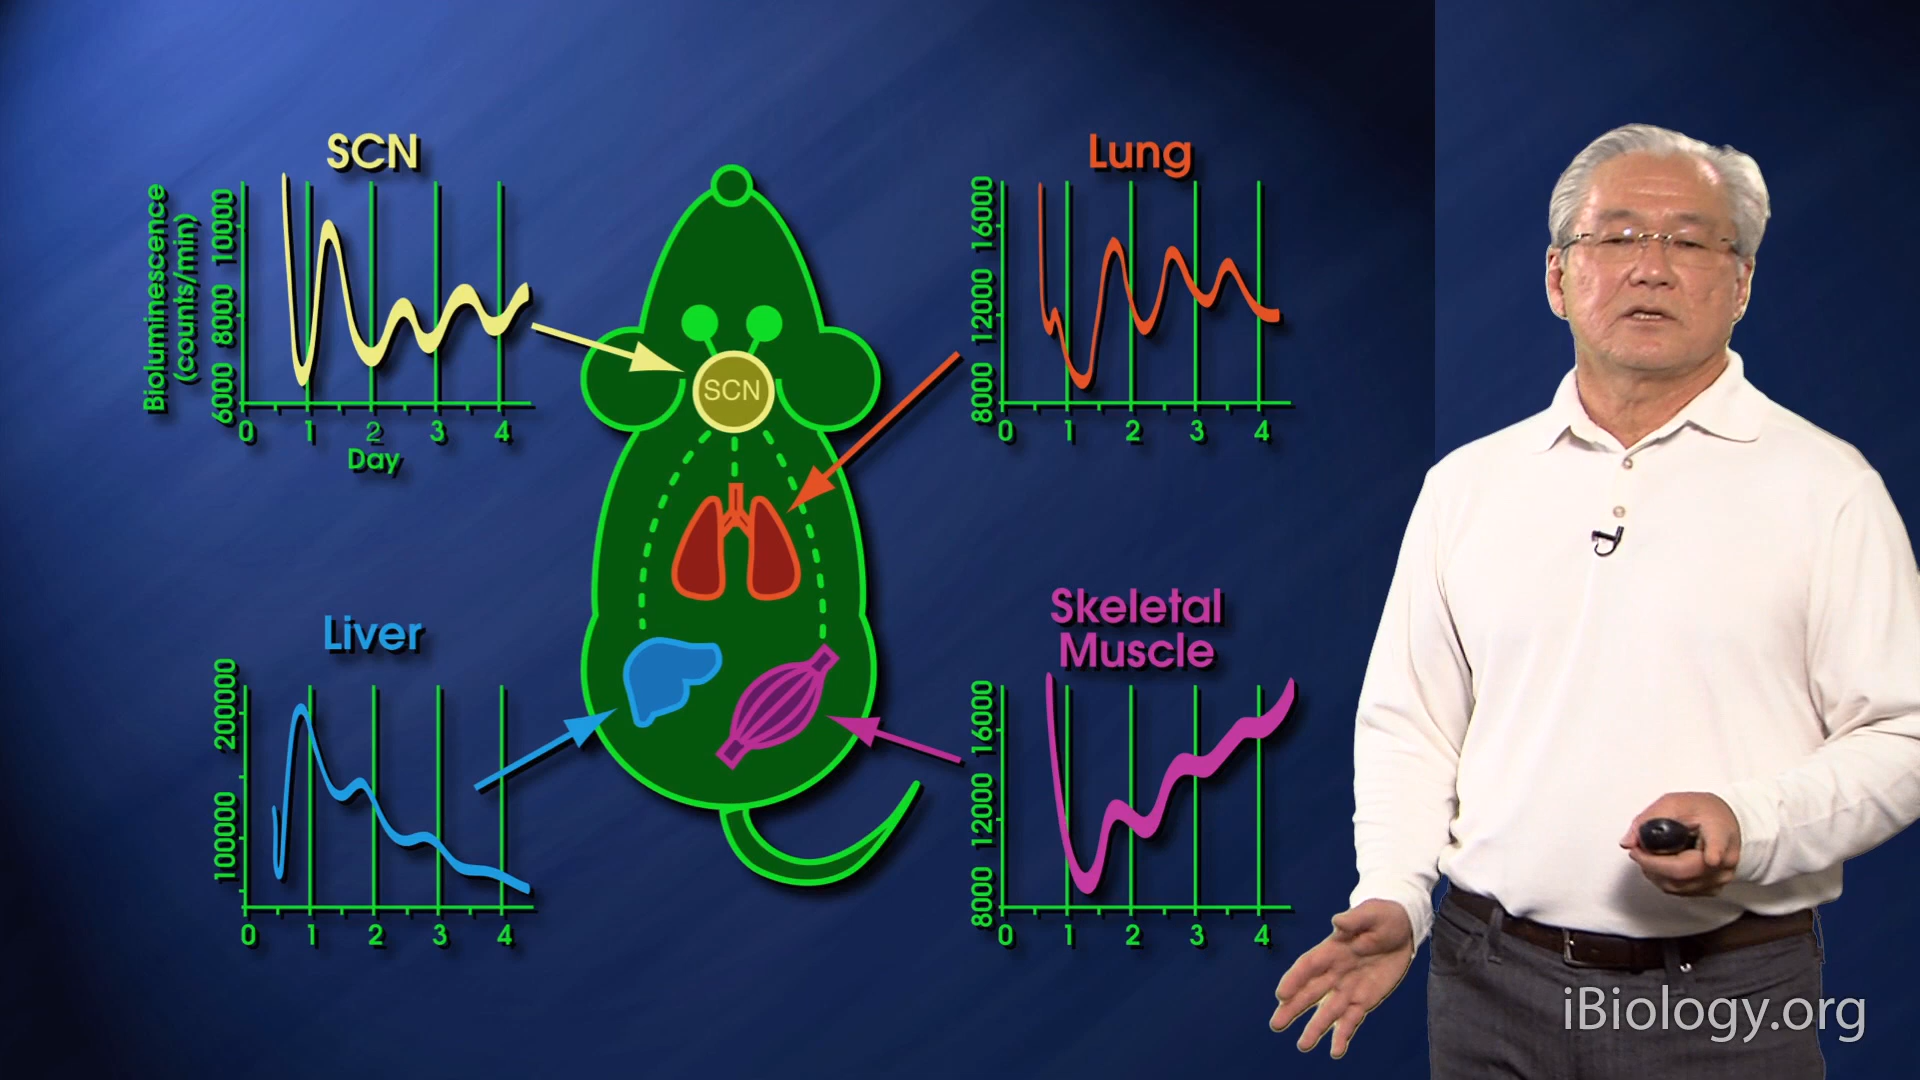 SCN
Bioluminescence
(counts/min)
10000
8000
6000
0 1 2 3 4
Day
Lung
16000
12000
8000
0 1 2 3 4
SCN
Liver
200000
100000
0 1 2 3 4
Skeletal
Muscle
16000
12000
8000
0 1 2 3 4
iBiology.org